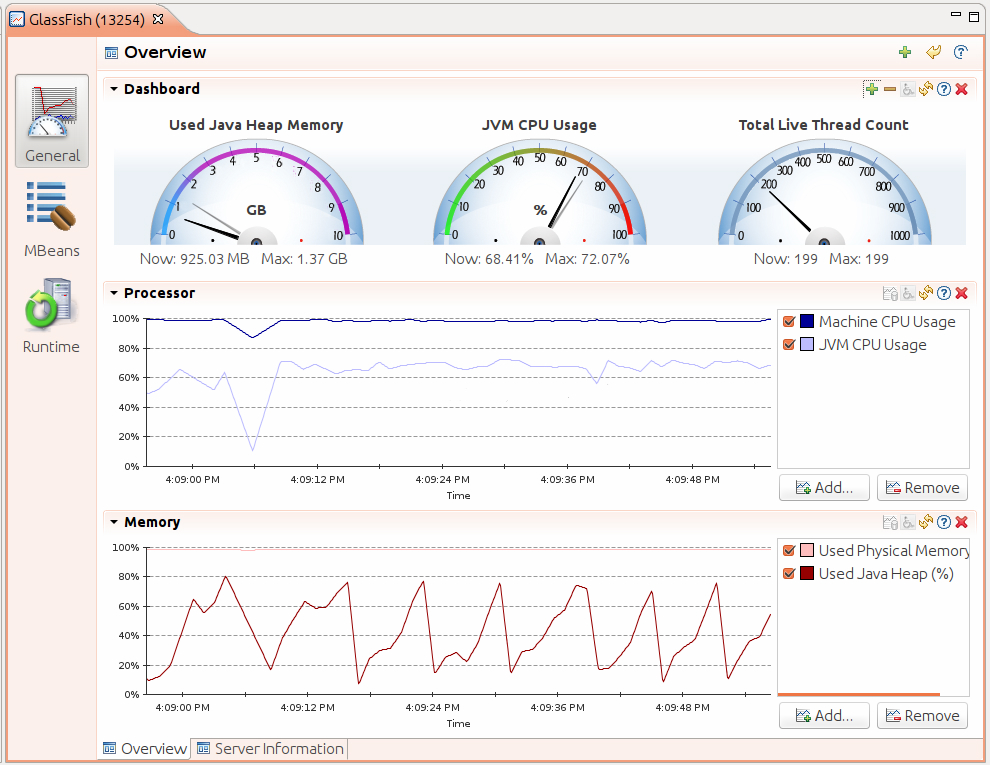 GlassFish (13254)
Overview
General
MBeans
Runtime
Dashboard
Used Java Heap Memory
0 1 2 3 4 5 6 7 8 9 10
GB
Now: 925.03 MB Max: 1.37 GB
JVM CPU Usage
0 10 20 30 40 50 60 70 80 90 100
%
Now: 68.41% Max: 72.07%
Total Live Thread Count
0 100 200 300 400 500 600 700 800 900 1000
Now: 199 Max: 199
Processor
100%
80%
60%
40%
20%
0%
4:09:00 PM 4:09:12 PM 4:09:24 PM 4:09:36 PM 4:09:48 PM
Time
Machine CPU Usage
JVM CPU Usage
Add... Remove
Memory
100%
80%
60%
40%
20%
0%
4:09:00 PM 4:09:12 PM 4:09:24 PM 4:09:36 PM 4:09:48 PM
Time
Used Physical Memory
Used Java Heap (%)
Add... Remove
Overview Server Information